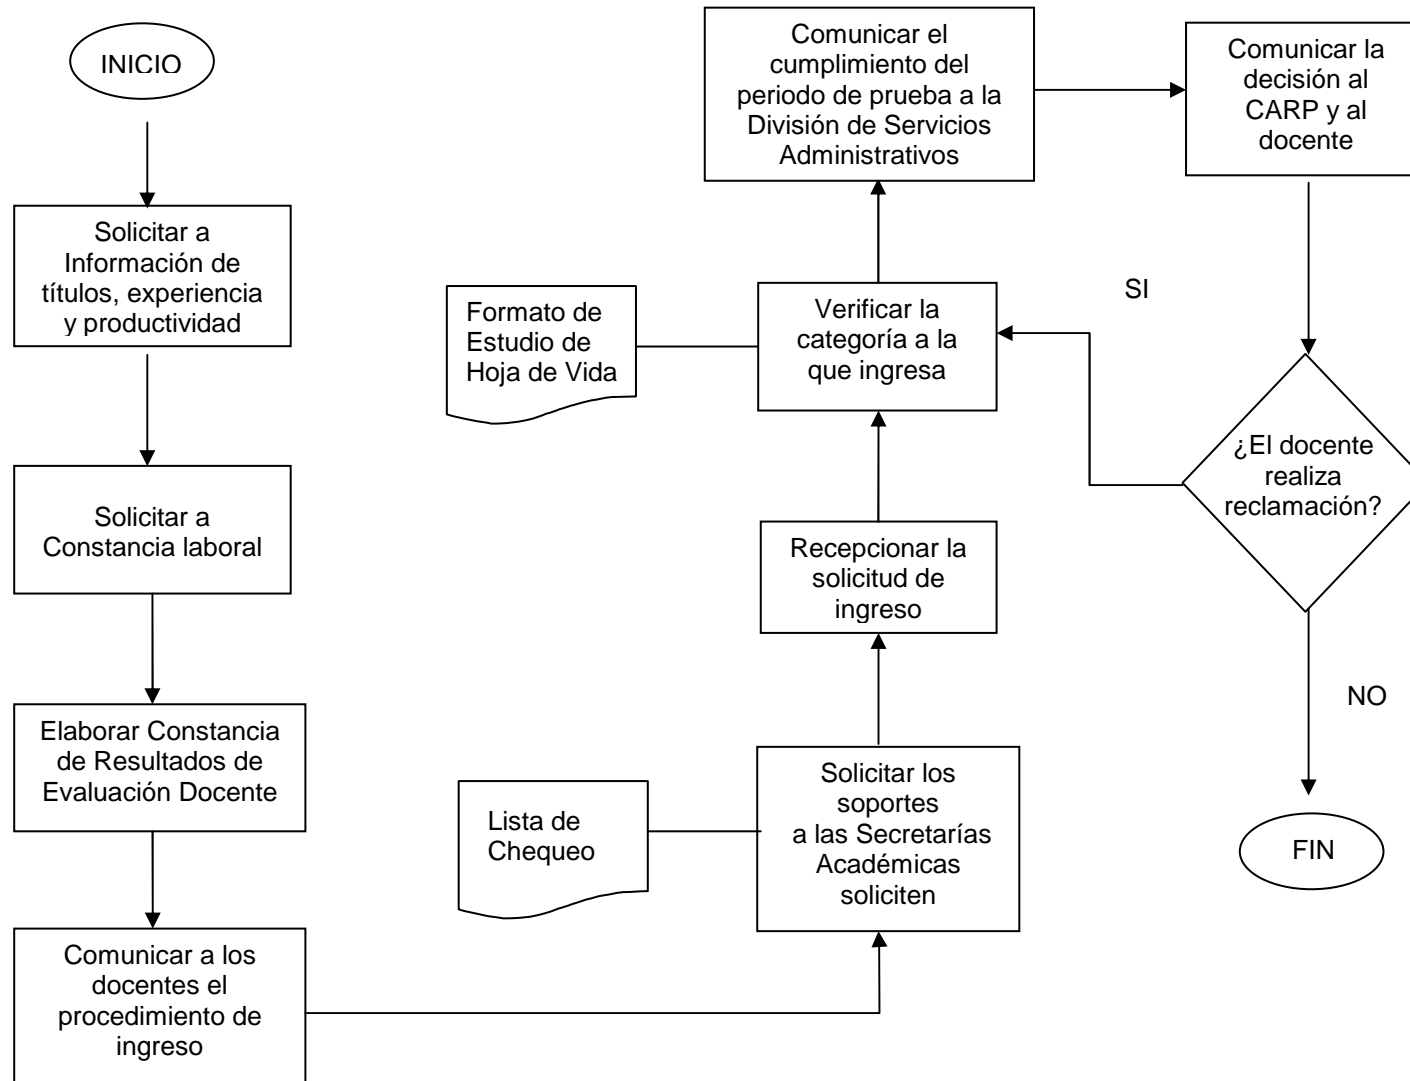 INICIO
Solicitar a
Información de
títulos, experiencia
y productividad
Solicitar a
Constancia laboral
Elaborar Constancia
de Resultados de
Evaluación Docente
Comunicar a los
docentes el
procedimiento de
ingreso
Lista de
Chequeo
Solicitar los
soportes
a las Secretarías
Académicas
soliciten
Recepcionar la
solicitud de
ingreso
Formato de
Estudio de
Hoja de Vida
Verificar la
categoría a la
que ingresa
Comunicar el
cumplimiento del
periodo de prueba a la
División de Servicios
Administrativos
Comunicar la
decisión al
CARP y al
docente
SI
¿El docente
realiza
reclamación?
NO
FIN